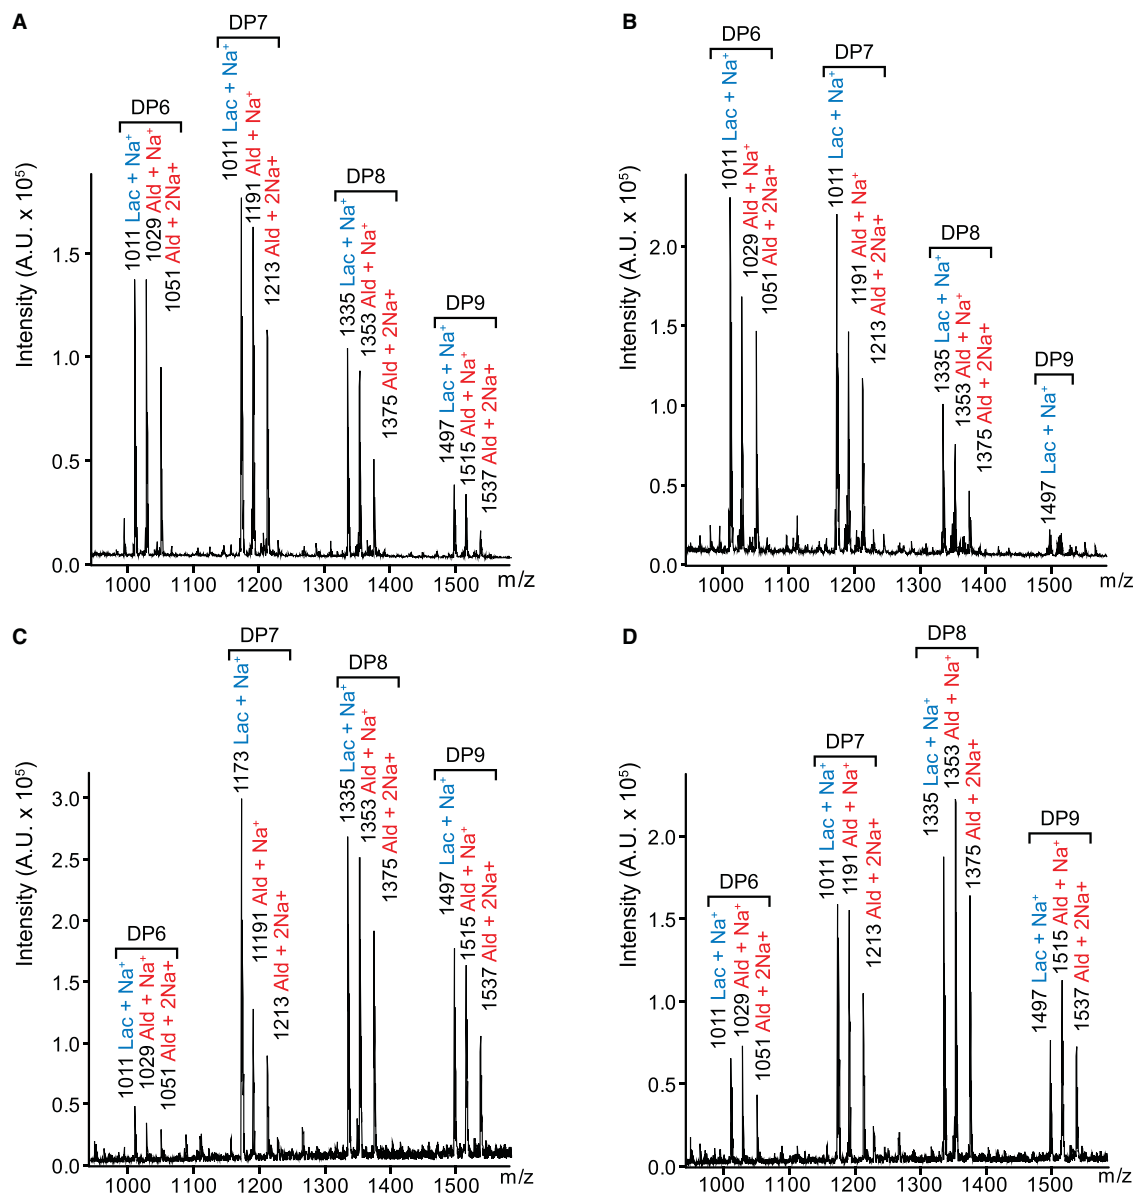 A
DP6
1011 Lac + Na⁺
1029 Ald + Na⁺
1051 Ald + 2Na+
DP7
1011 Lac + Na⁺
1191 Ald + Na⁺
1213 Ald + 2Na+
DP8
1335 Lac + Na⁺
1353 Ald + Na⁺
1375 Ald + 2Na+
DP9
1497 Lac + Na⁺
1515 Ald + Na⁺
1537 Ald + 2Na+
Intensity (A.U. x 10⁵)
1.5
1.0
0.5
0.0
1000 1100 1200 1300 1400 1500 m/z
B
DP6
1011 Lac + Na⁺
1029 Ald + Na⁺
1051 Ald + 2Na+
DP7
1011 Lac + Na⁺
1191 Ald + Na⁺
1213 Ald + 2Na+
DP8
1335 Lac + Na⁺
1353 Ald + Na⁺
1375 Ald + 2Na+
DP9
1497 Lac + Na⁺
Intensity (A.U. x 10⁵)
2.0
1.5
1.0
0.5
0.0
1000 1100 1200 1300 1400 1500 m/z
C
DP6
1011 Lac + Na⁺
1029 Ald + Na⁺
1051 Ald + 2Na+
DP7
1173 Lac + Na⁺
11191 Ald + Na⁺
1213 Ald + 2Na+
DP8
1335 Lac + Na⁺
1353 Ald + Na⁺
1375 Ald + 2Na+
DP9
1497 Lac + Na⁺
1515 Ald + Na⁺
1537 Ald + 2Na+
Intensity (A.U. x 10⁵)
3.0
2.5
2.0
1.5
1.0
0.5
0.0
1000 1100 1200 1300 1400 1500 m/z
D
DP6
1011 Lac + Na⁺
1029 Ald + Na⁺
1051 Ald + 2Na+
DP7
1011 Lac + Na⁺
1191 Ald + Na⁺
1213 Ald + 2Na+
DP8
1335 Lac + Na⁺
1353 Ald + Na⁺
1375 Ald + 2Na+
DP9
1497 Lac + Na⁺
1515 Ald + Na⁺
1537 Ald + 2Na+
Intensity (A.U. x 10⁵)
2.0
1.5
1.0
0.5
0.0
1000 1100 1200 1300 1400 1500 m/z